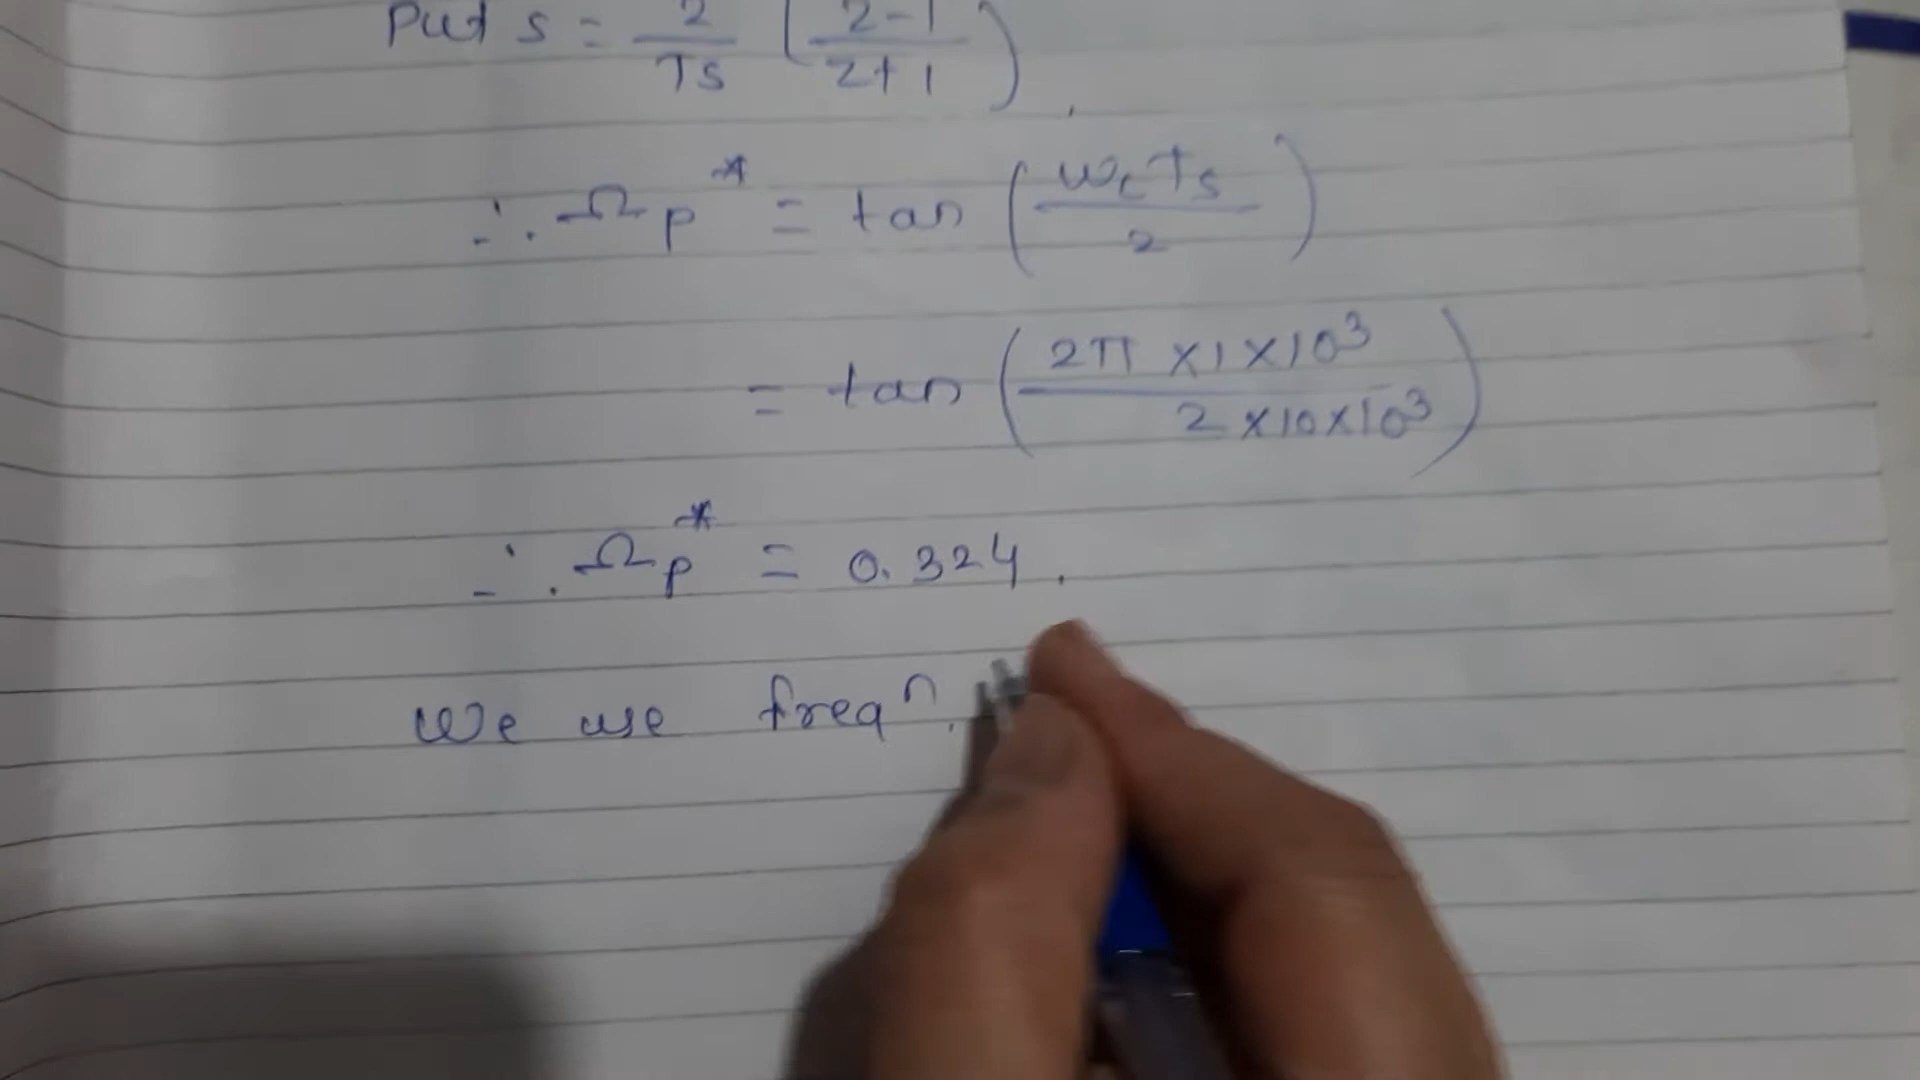 Put s = 2/Ts (z-1/z+1)
∴ Ωp* = tan (ωcTs/2)
= tan (2π×1×10³/2×10×10³)
∴ Ωp* = 0.324.
We use freqⁿ.